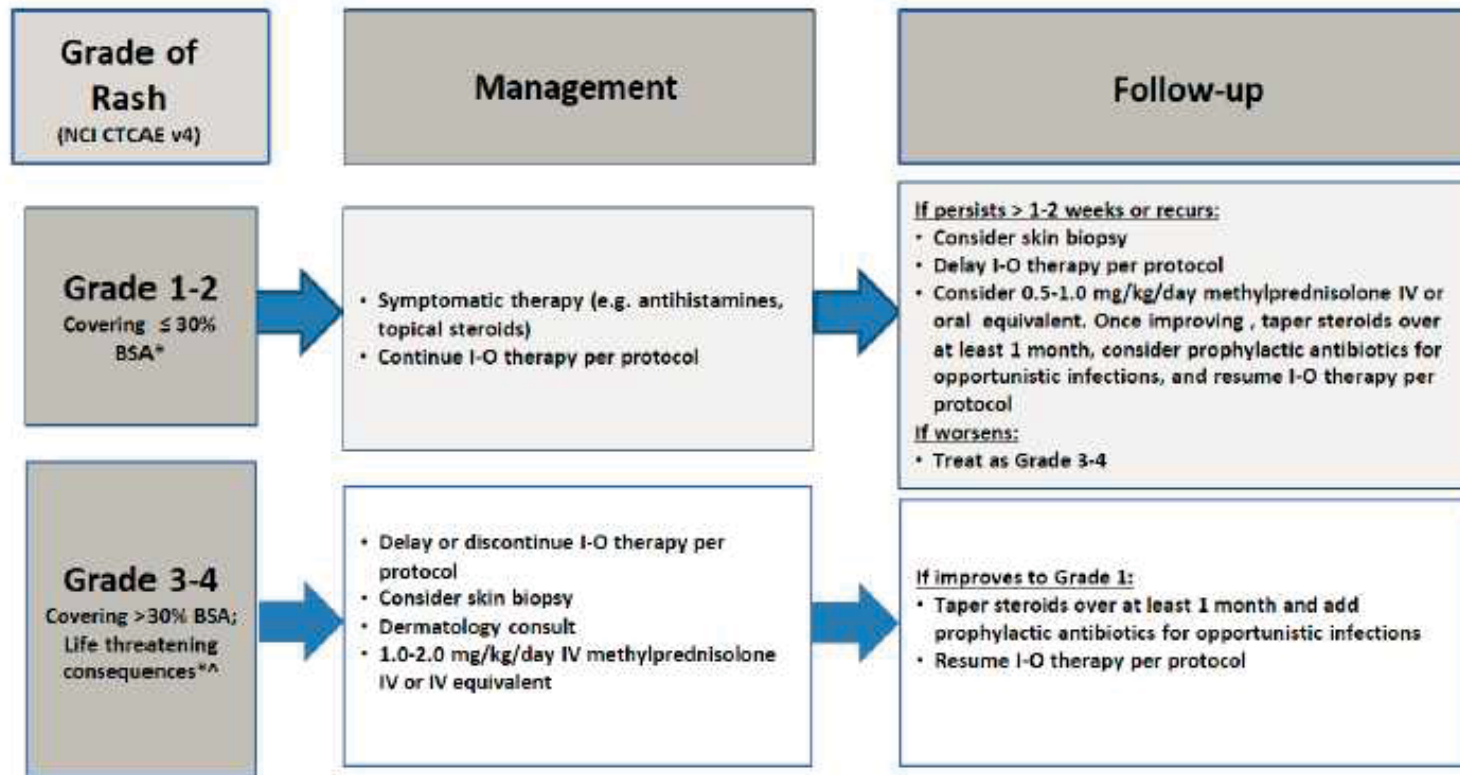 Grade of
Rash
(NCI CTCAE v4)
Management
Follow-up
Grade 1-2
Covering ≤ 30%
BSA*
• Symptomatic therapy (e.g. antihistamines,
topical steroids)
• Continue I-O therapy per protocol
If persists > 1-2 weeks or recurs:
• Consider skin biopsy
• Delay I-O therapy per protocol
• Consider 0.5-1.0 mg/kg/day methylprednisolone IV or
oral equivalent. Once improving , taper steroids over
at least 1 month, consider prophylactic antibiotics for
opportunistic infections, and resume I-O therapy per
protocol
If worsens:
• Treat as Grade 3-4
Grade 3-4
Covering >30% BSA;
Life threatening
consequences*^
• Delay or discontinue I-O therapy per
protocol
• Consider skin biopsy
• Dermatology consult
• 1.0-2.0 mg/kg/day IV methylprednisolone
IV or IV equivalent
If improves to Grade 1:
• Taper steroids over at least 1 month and add
prophylactic antibiotics for opportunistic infections
• Resume I-O therapy per protocol